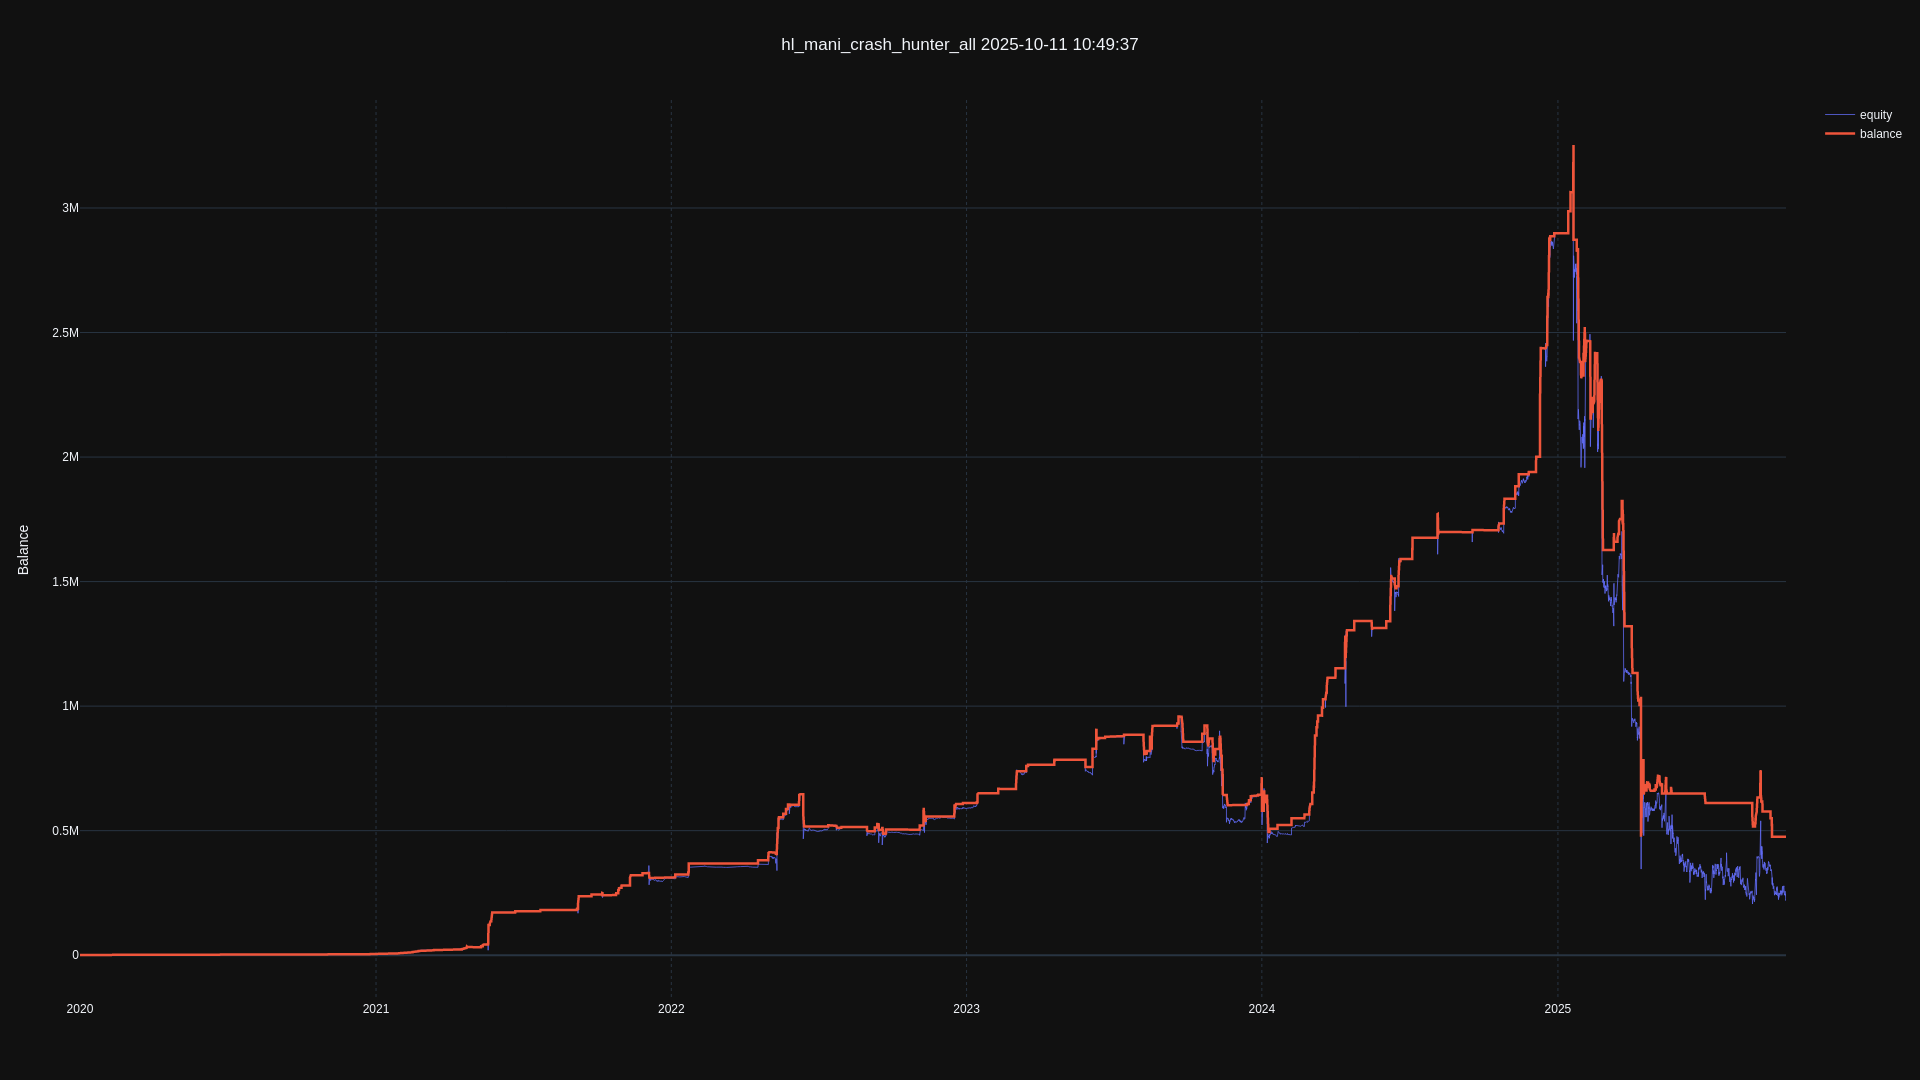 hl_mani_crash_hunter_all 2025-10-11 10:49:37
equity
balance
Balance
3M
2.5M
2M
1.5M
1M
0.5M
0
2020
2021
2022
2023
2024
2025